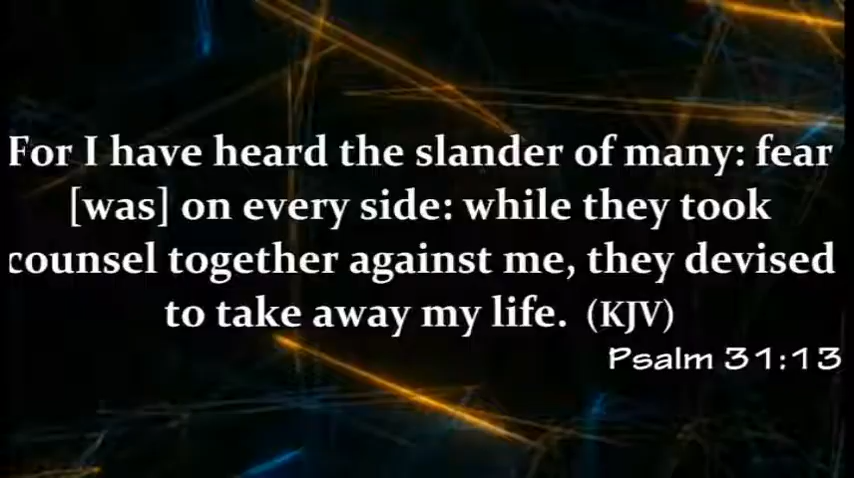 For I have heard the slander of many: fear
[was] on every side: while they took
counsel together against me, they devised
to take away my life. (KJV)
Psalm 31:13